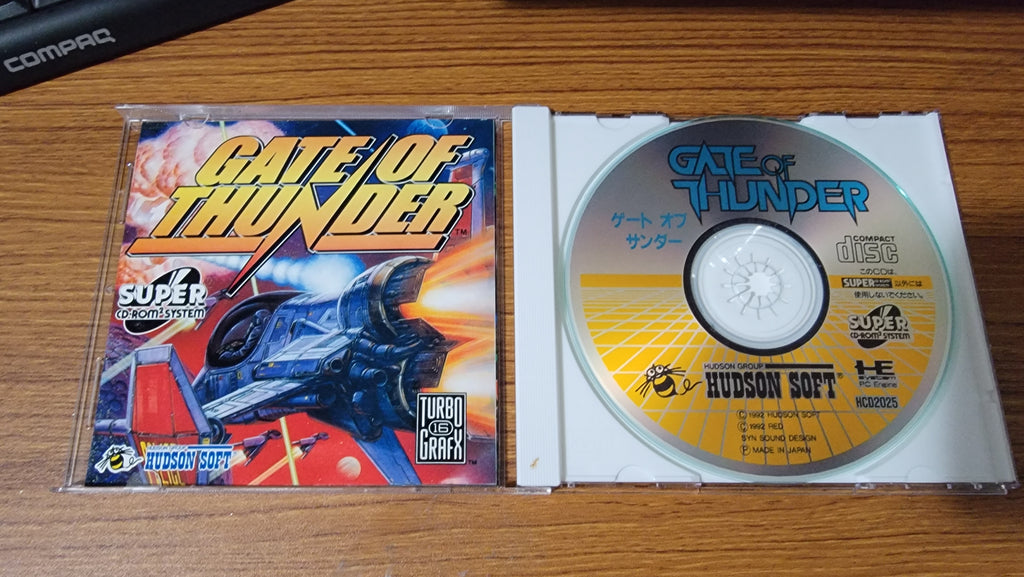 COMPAQ
GATE OF
THUNDER™
SUPER
CD-ROM² SYSTEM
TURBO
16
GRAFX™
HUDSON SOFT
GATE OF
THUNDER
ゲート オブ
サンダー
COMPACT
disc
このCDは、
SUPER 以外には
使用しないでください。
SUPER
CD-ROM² SYSTEM
HUDSON GROUP
HUDSON SOFT®
HE
SYSTEM
PC Engine
HCD2025
Ⓒ 1992 HUDSON SOFT
Ⓒ 1992 RED
SYN SOUND DESIGN
Ⓟ MADE IN JAPAN